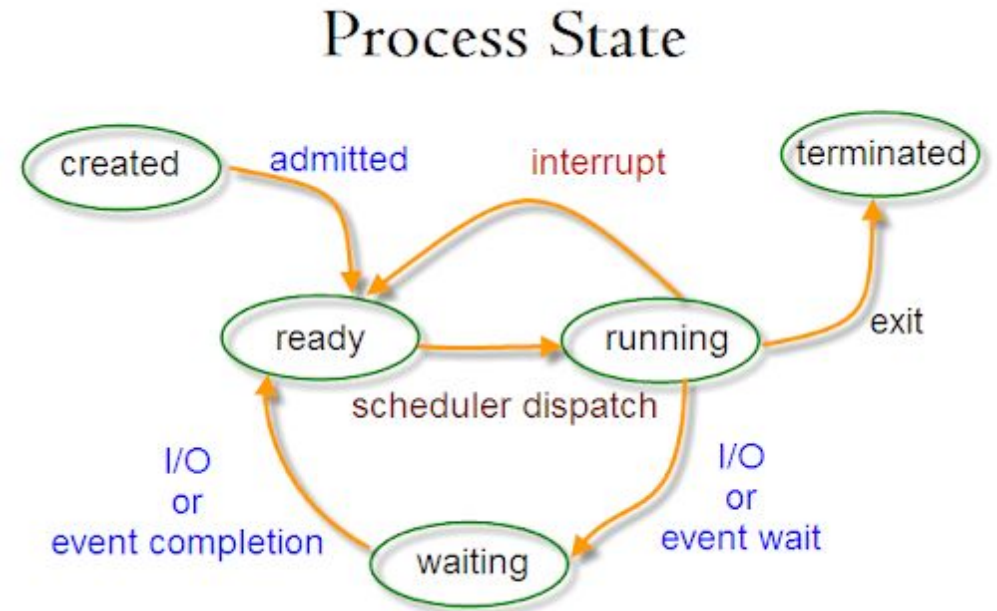 Process State
created
admitted
interrupt
terminated
ready
running
exit
scheduler dispatch
I/O
or
event completion
I/O
or
event wait
waiting